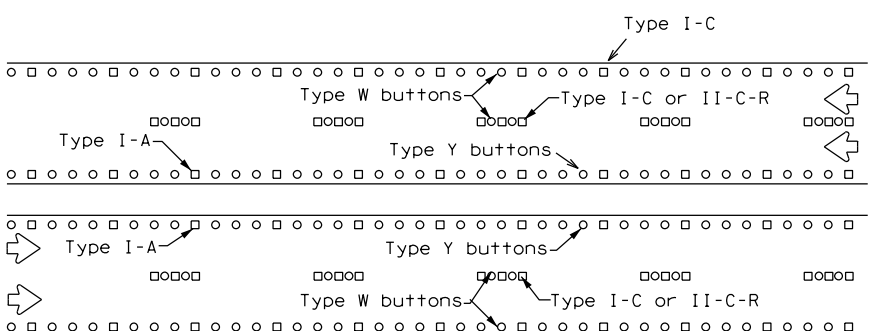 Type I-C
Type W buttons
Type I-C or II-C-R
Type I-A
Type Y buttons
Type I-A
Type Y buttons
Type W buttons
Type I-C or II-C-R